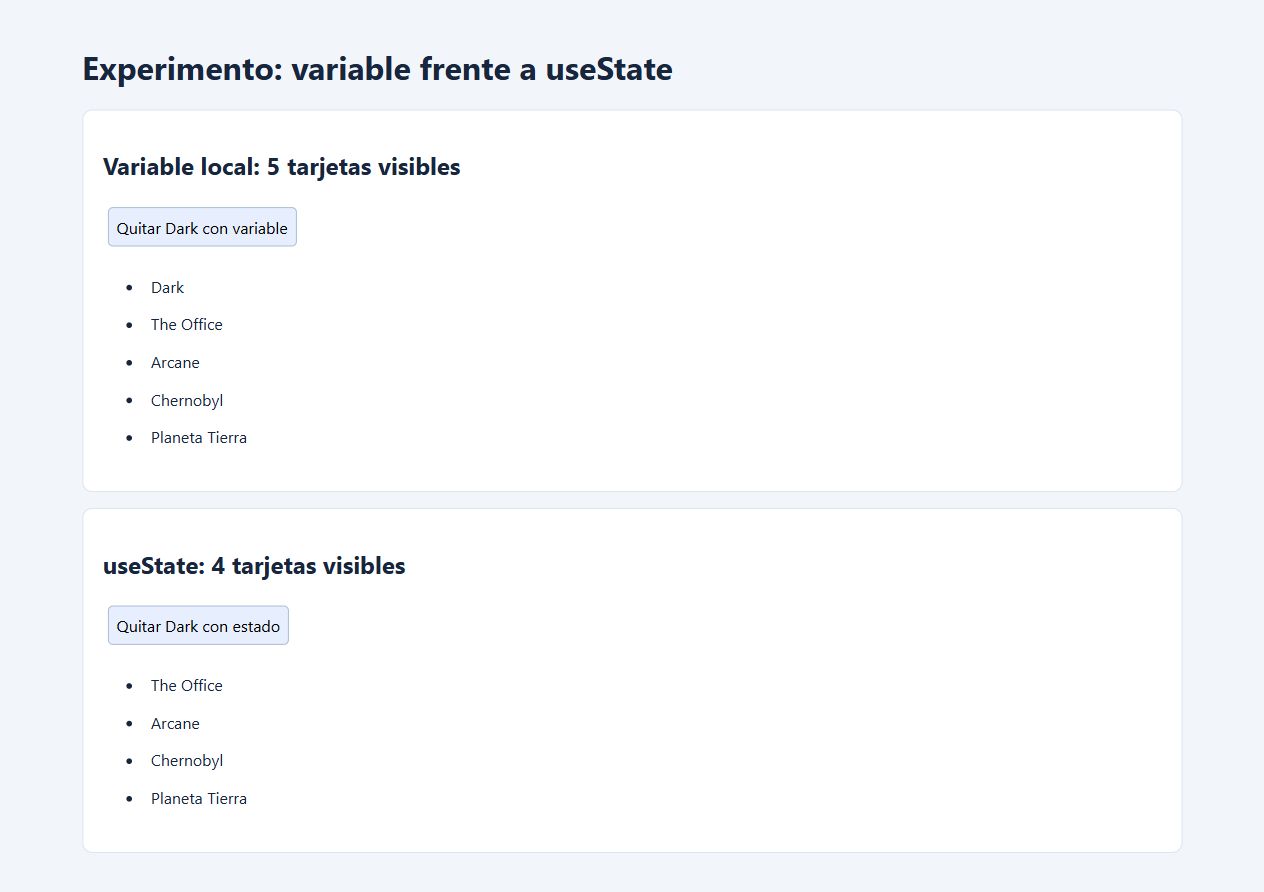 Experimento: variable frente a useState
Variable local: 5 tarjetas visibles
Quitar Dark con variable
Dark
The Office
Arcane
Chernobyl
Planeta Tierra
useState: 4 tarjetas visibles
Quitar Dark con estado
The Office
Arcane
Chernobyl
Planeta Tierra